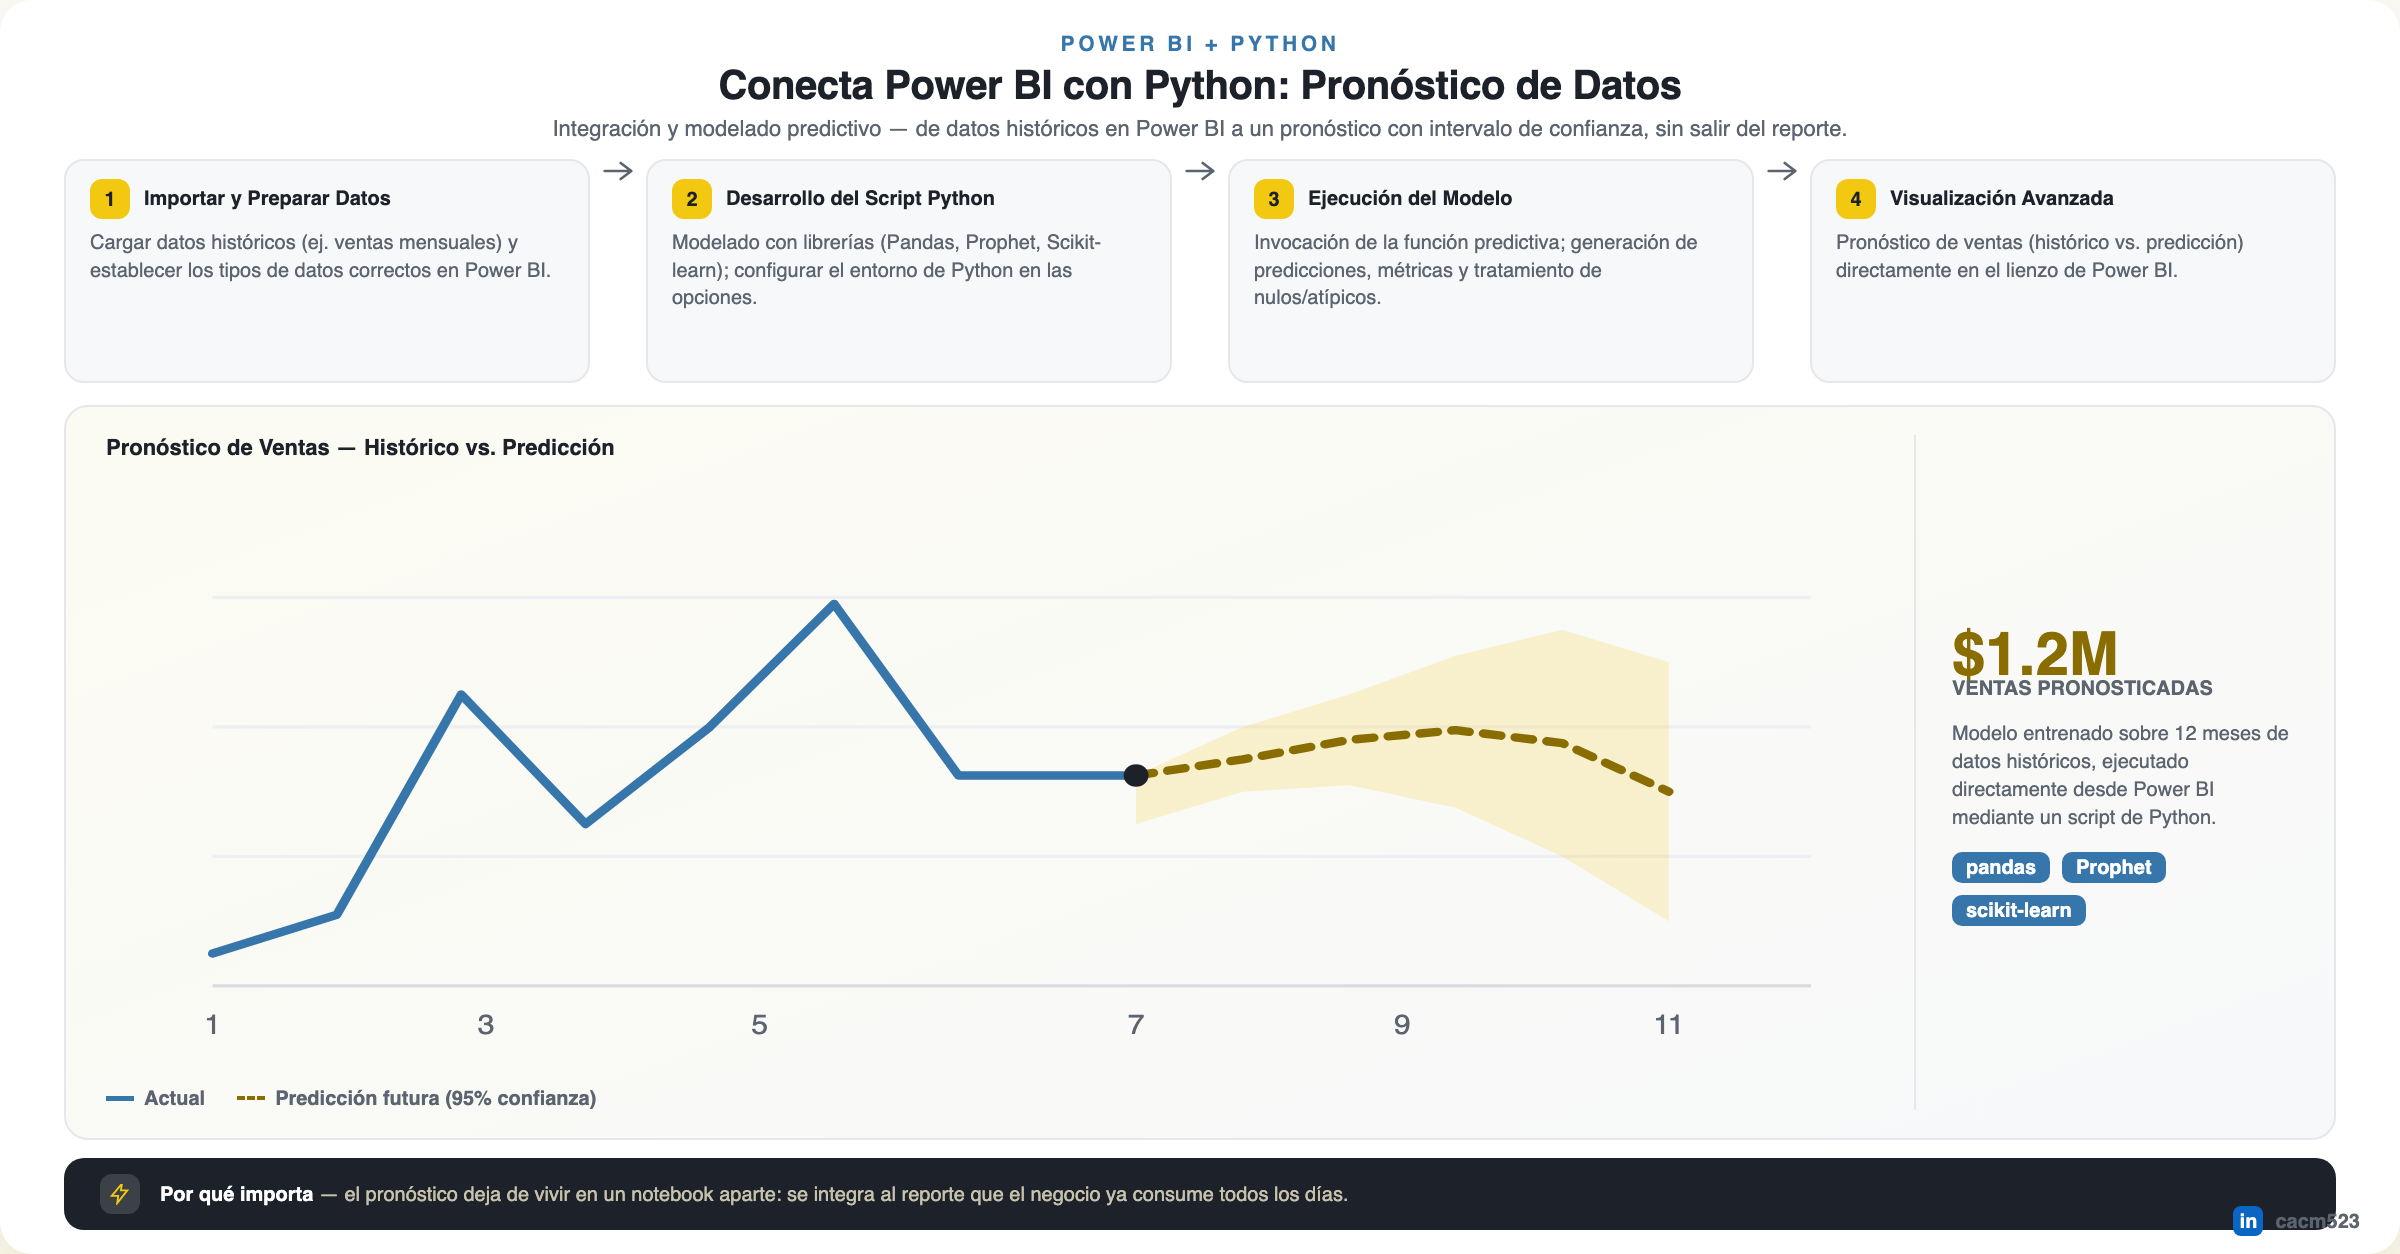 POWER BI + PYTHON
Conecta Power BI con Python: Pronóstico de Datos
Integración y modelado predictivo — de datos históricos en Power BI a un pronóstico con intervalo de confianza, sin salir del reporte.
1 Importar y Preparar Datos
Cargar datos históricos (ej. ventas mensuales) y
establecer los tipos de datos correctos en Power BI.
2 Desarrollo del Script Python
Modelado con librerías (Pandas, Prophet, Scikit-
learn); configurar el entorno de Python en las
opciones.
3 Ejecución del Modelo
Invocación de la función predictiva; generación de
predicciones, métricas y tratamiento de
nulos/atípicos.
4 Visualización Avanzada
Pronóstico de ventas (histórico vs. predicción)
directamente en el lienzo de Power BI.
Pronóstico de Ventas — Histórico vs. Predicción
1 3 5 7 9 11
Actual Predicción futura (95% confianza)
$1.2M
VENTAS PRONOSTICADAS
Modelo entrenado sobre 12 meses de
datos históricos, ejecutado
directamente desde Power BI
mediante un script de Python.
pandas Prophet
scikit-learn
Por qué importa — el pronóstico deja de vivir en un notebook aparte: se integra al reporte que el negocio ya consume todos los días.
in cacm523